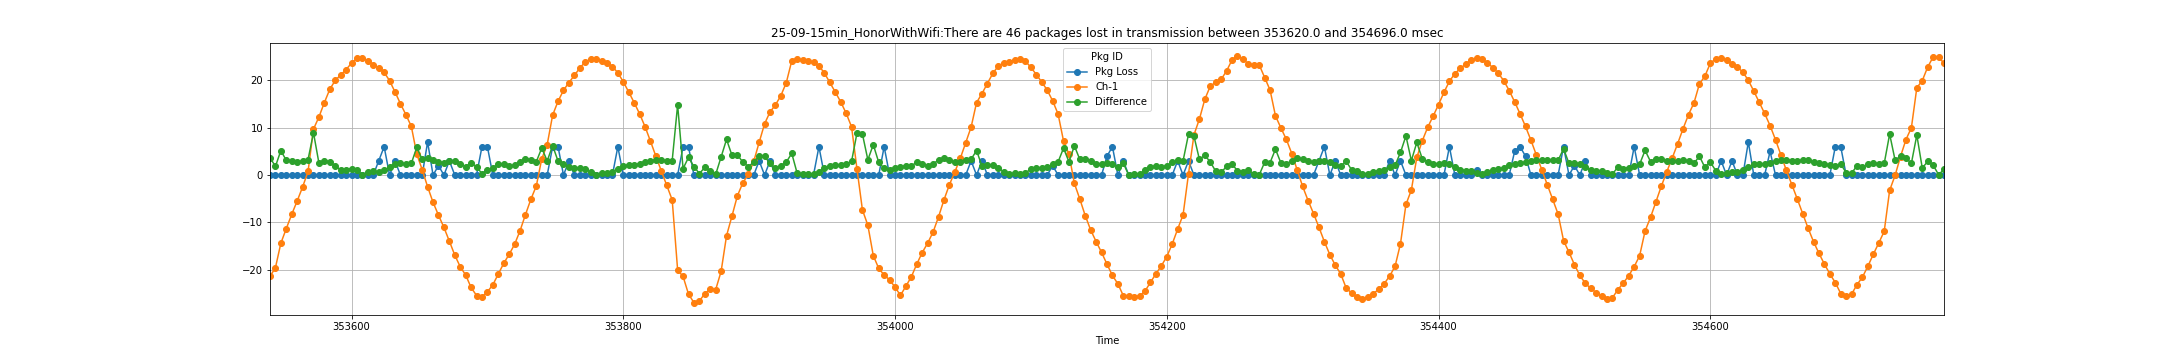 25-09-15min_HonorWithWifi:There are 46 packages lost in transmission between 353620.0 and 354696.0 msec
Pkg ID
Pkg Loss
Ch-1
Difference
20
10
0
−10
−20
353600 353800 354000 354200 354400 354600
Time